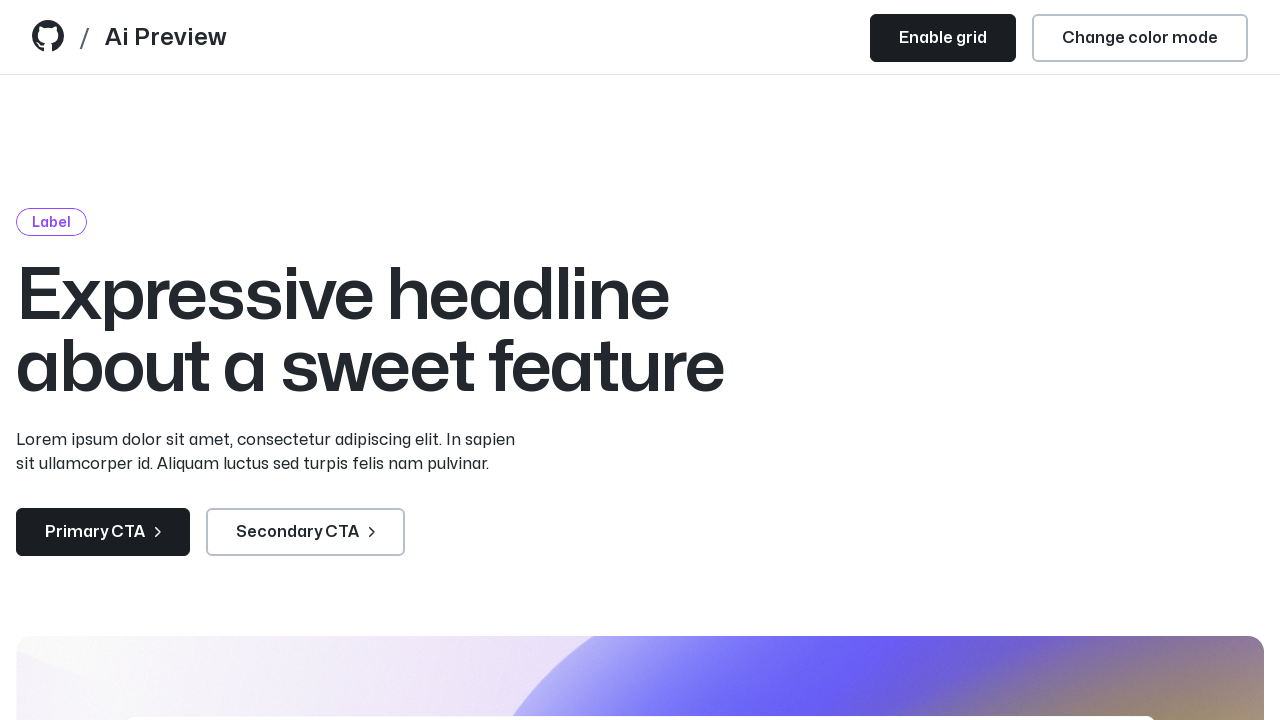 / Ai Preview
Enable grid
Change color mode
Label
Expressive headline
about a sweet feature
Lorem ipsum dolor sit amet, consectetur adipiscing elit. In sapien
sit ullamcorper id. Aliquam luctus sed turpis felis nam pulvinar.
Primary CTA
Secondary CTA